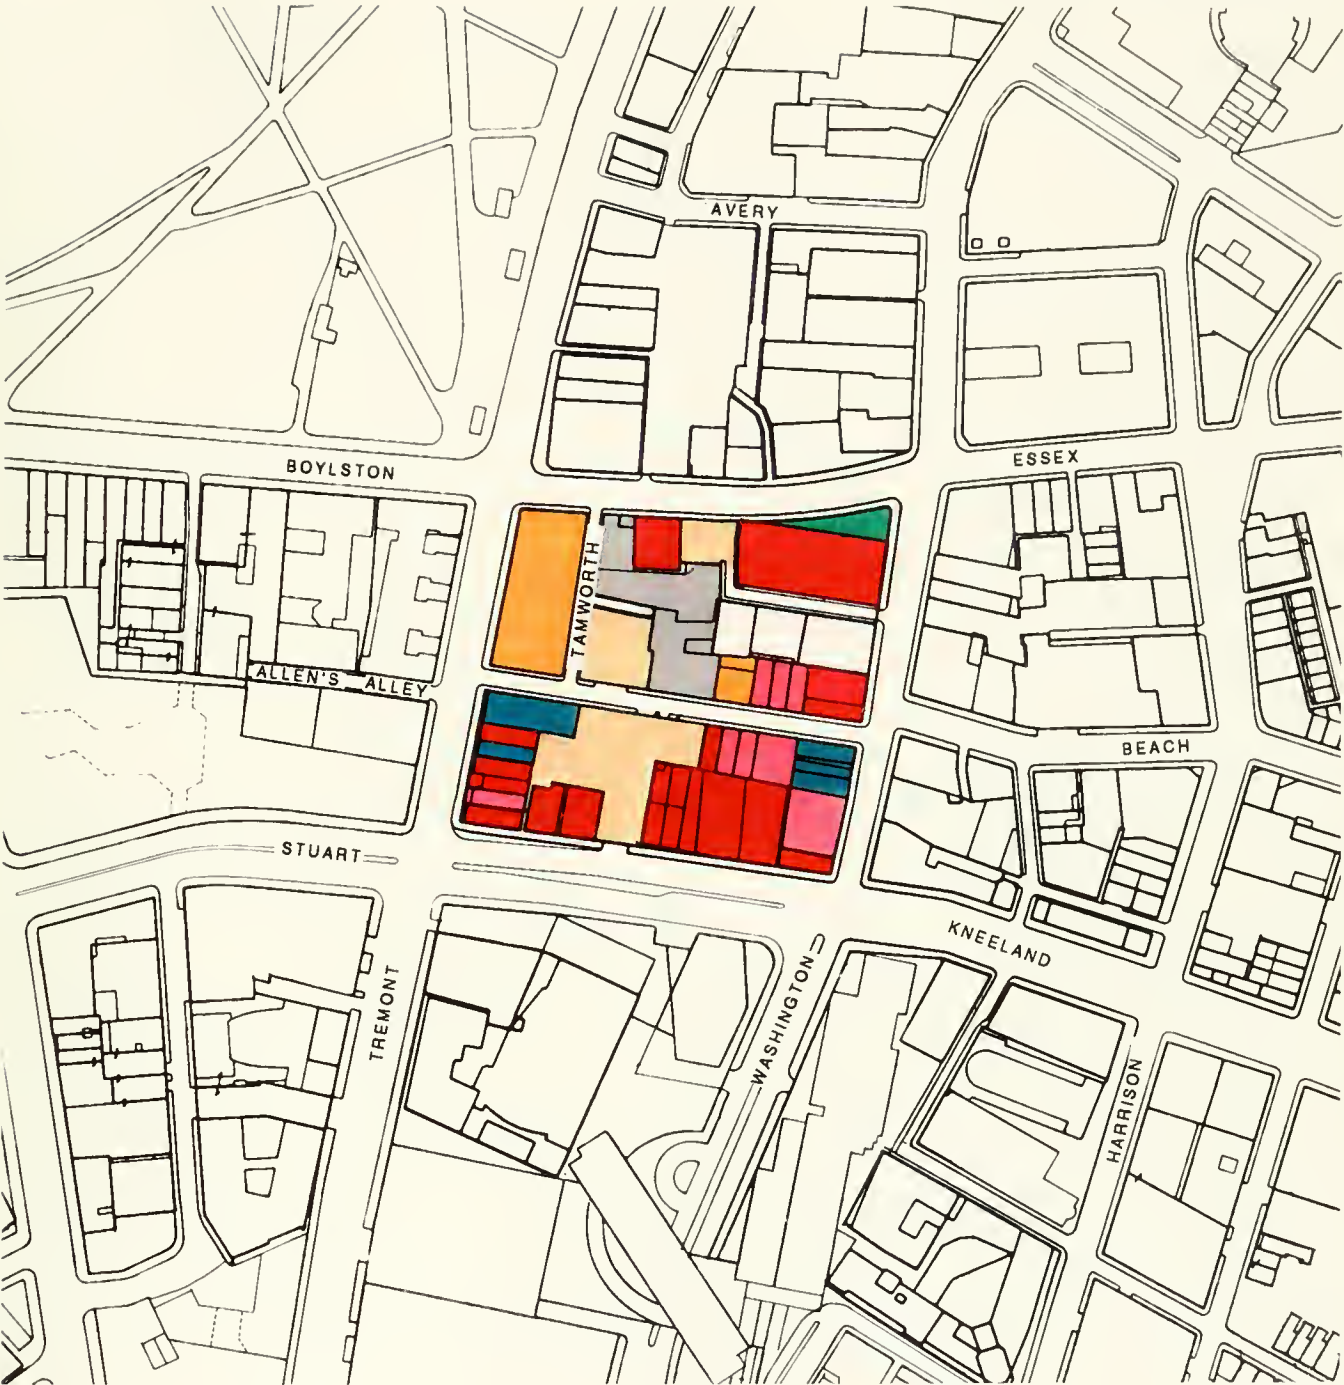 AVERY
BOYLSTON
ESSEX
TAMWORTH
ALLEN'S ALLEY
BEACH
STUART
KNEELAND
TREMONT
WASHINGTON
HARRISON